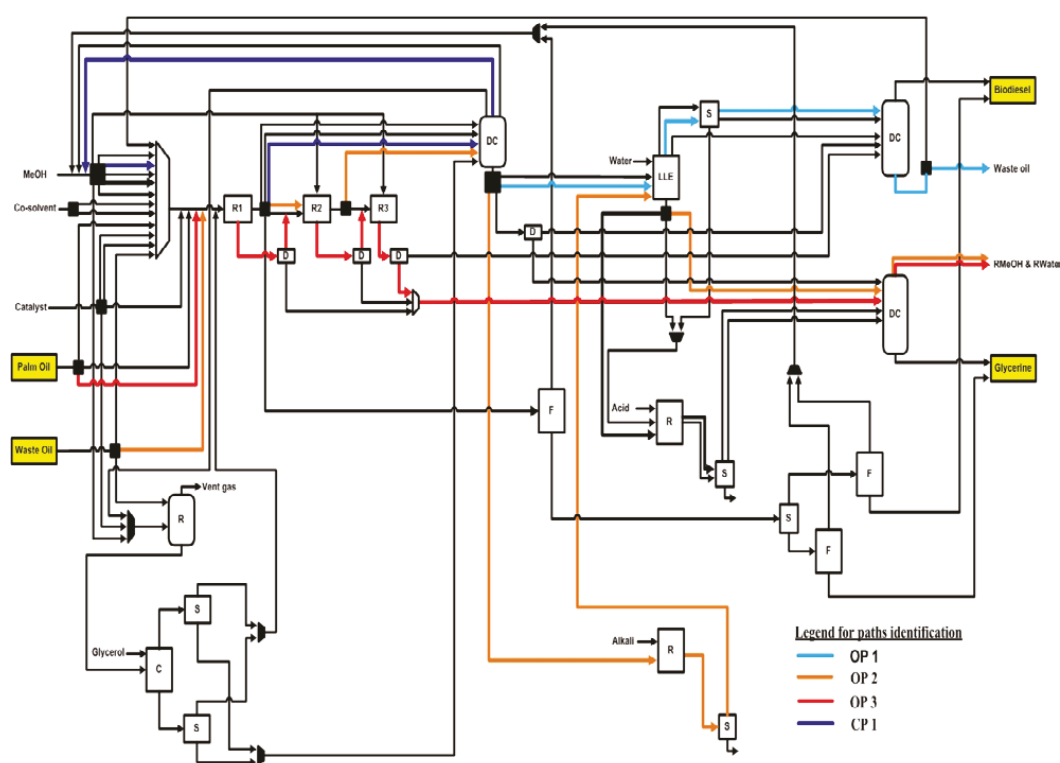 Biodiesel
DC
S
DC
Water
LLE
Waste oil
MeOH
Co-solvent
R1
R2
R3
D
D
D
D
RMeOH & RWater
DC
Catalyst
Palm Oil
Glycerine
F
Acid
R
Waste Oil
S
F
Vent gas
R
S
F
S
Glycerol
C
Alkali
R
S
S
Legend for paths identification
OP 1
OP 2
OP 3
CP 1